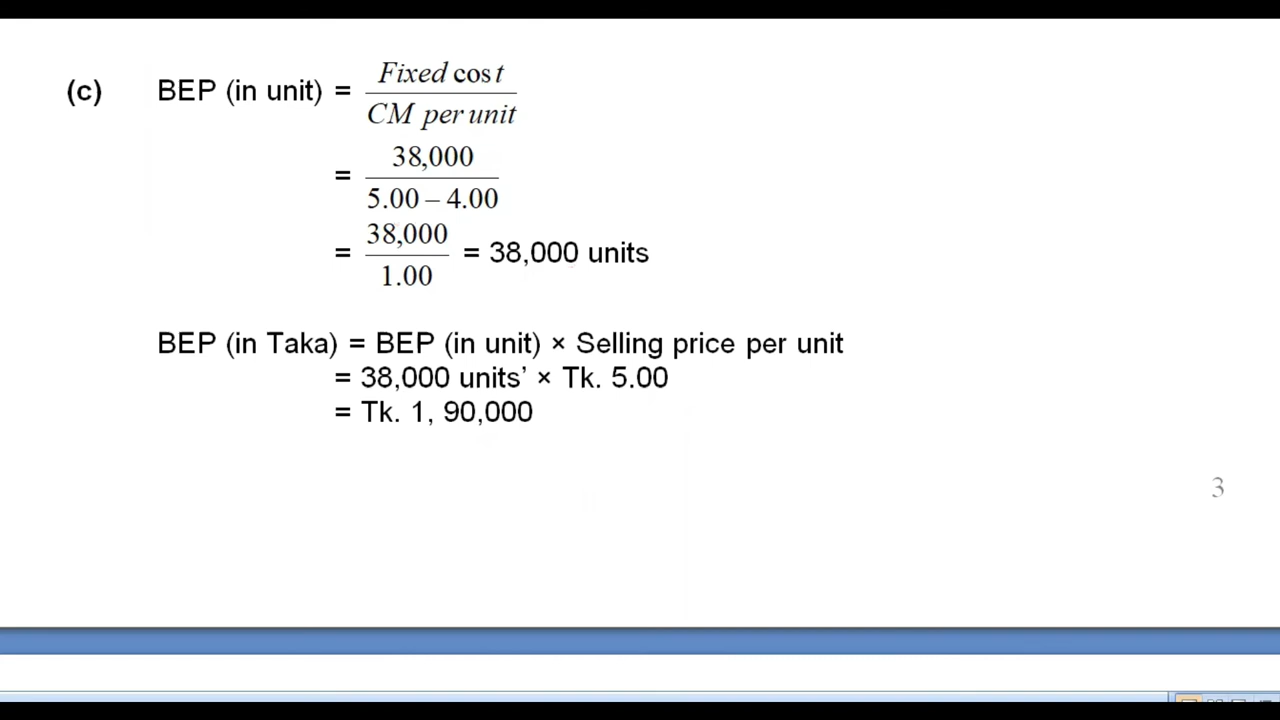 (c) BEP (in unit) = Fixed cost / CM per unit
= 38,000 / 5.00 – 4.00
= 38,000 / 1.00 = 38,000 units
BEP (in Taka) = BEP (in unit) × Selling price per unit
= 38,000 units’ × Tk. 5.00
= Tk. 1, 90,000
3